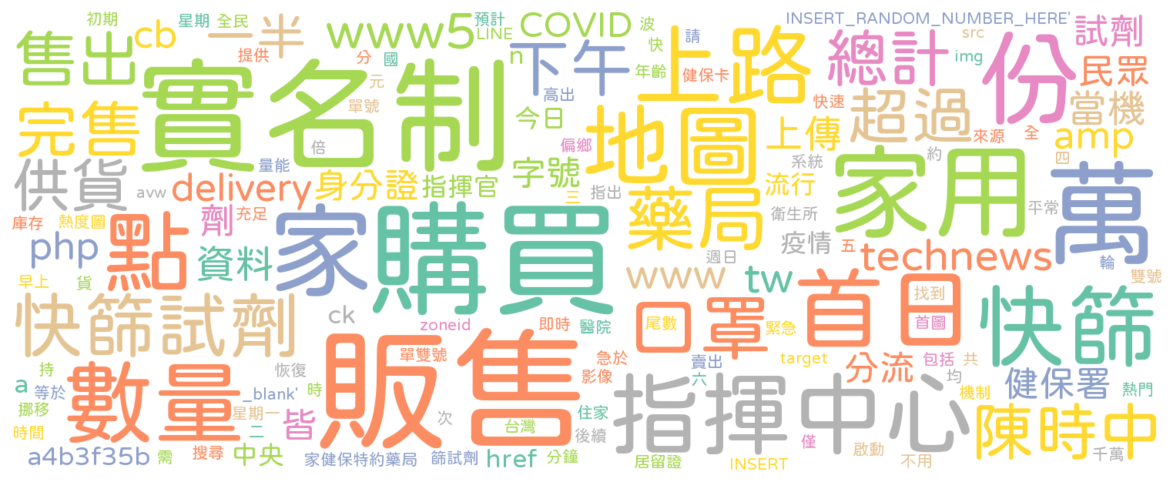 初期
星期
全民
預計
INSERT_RANDOM_NUMBER_HERE'
售出
cb
一半
www5
LINE
COVID
波
請
src
試劑
提供
分
國
n
下午
快
上路
總計
img
份
實名制
元
高出
年齡
健保卡
民眾
完售
單號
今日
地圖
快速
超過
當機
倍
偏鄉
上傳
來源
全
amp
供貨
量能
字號
系統
約
家用
四
avw
delivery
身分證
指揮官
指出
流行
萬
三
藥局
衛生所
平常
庫存
熱度圖
點
劑
充足
家
購買
疫情
五
php
資料
週日
technews
輪
早上
貨
www
tw
首日
雙號
快篩試劑
ck
zoneid
即時
醫院
口罩
尾數
緊急
找到
首圖
快篩
數量
販售
單雙號
急於
賣出
target
分流
包括
共
持
恢復
影像
六
均
健保署
熱門
a
等於
_blank'
時
指揮中心
機制
挪移
星期一
皆
次
住家
陳時中
時間
二
台灣
後續
僅
a4b3f35b
需
搜尋
中央
家健保特約藥局
篩試劑
href
分鐘
居留證
INSERT
啟動
不用
千萬